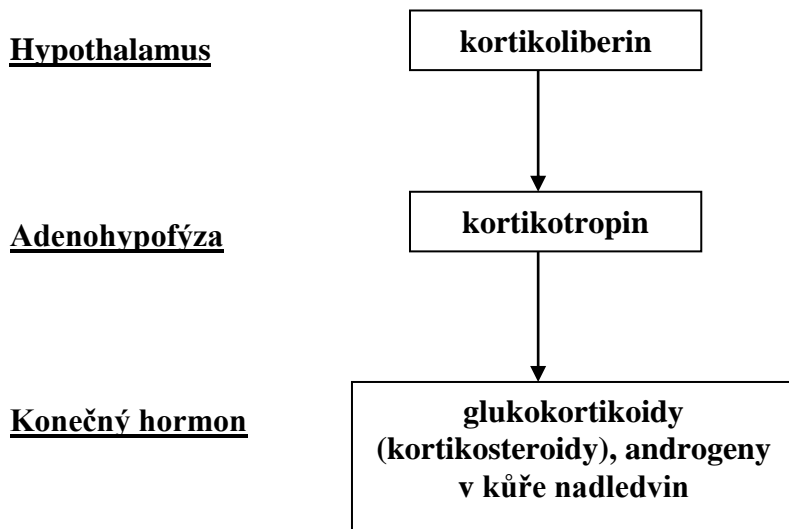 Hypothalamus
kortikoliberin
Adenohypofýza
kortikotropin
Konečný hormon
glukokortikoidy
(kortikosteroidy), androgeny
v kůře nadledvin